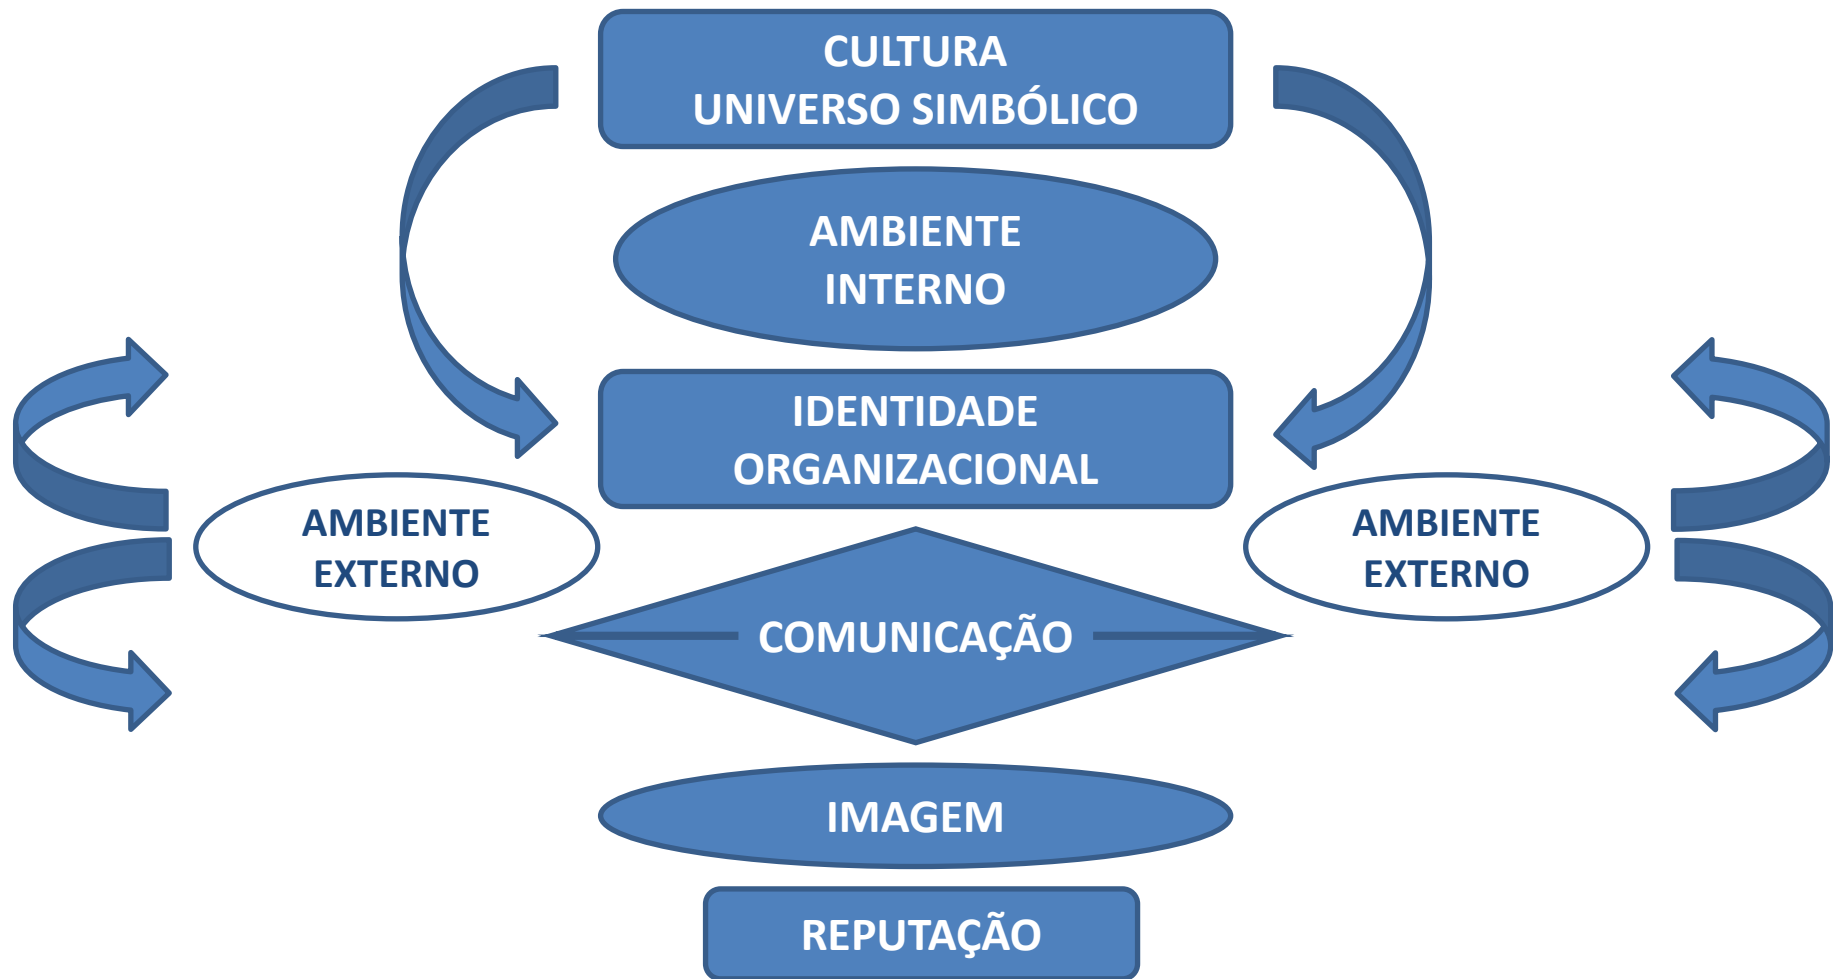 CULTURA
UNIVERSO SIMBÓLICO
AMBIENTE
INTERNO
IDENTIDADE
ORGANIZACIONAL
AMBIENTE
EXTERNO
AMBIENTE
EXTERNO
COMUNICAÇÃO
IMAGEM
REPUTAÇÃO